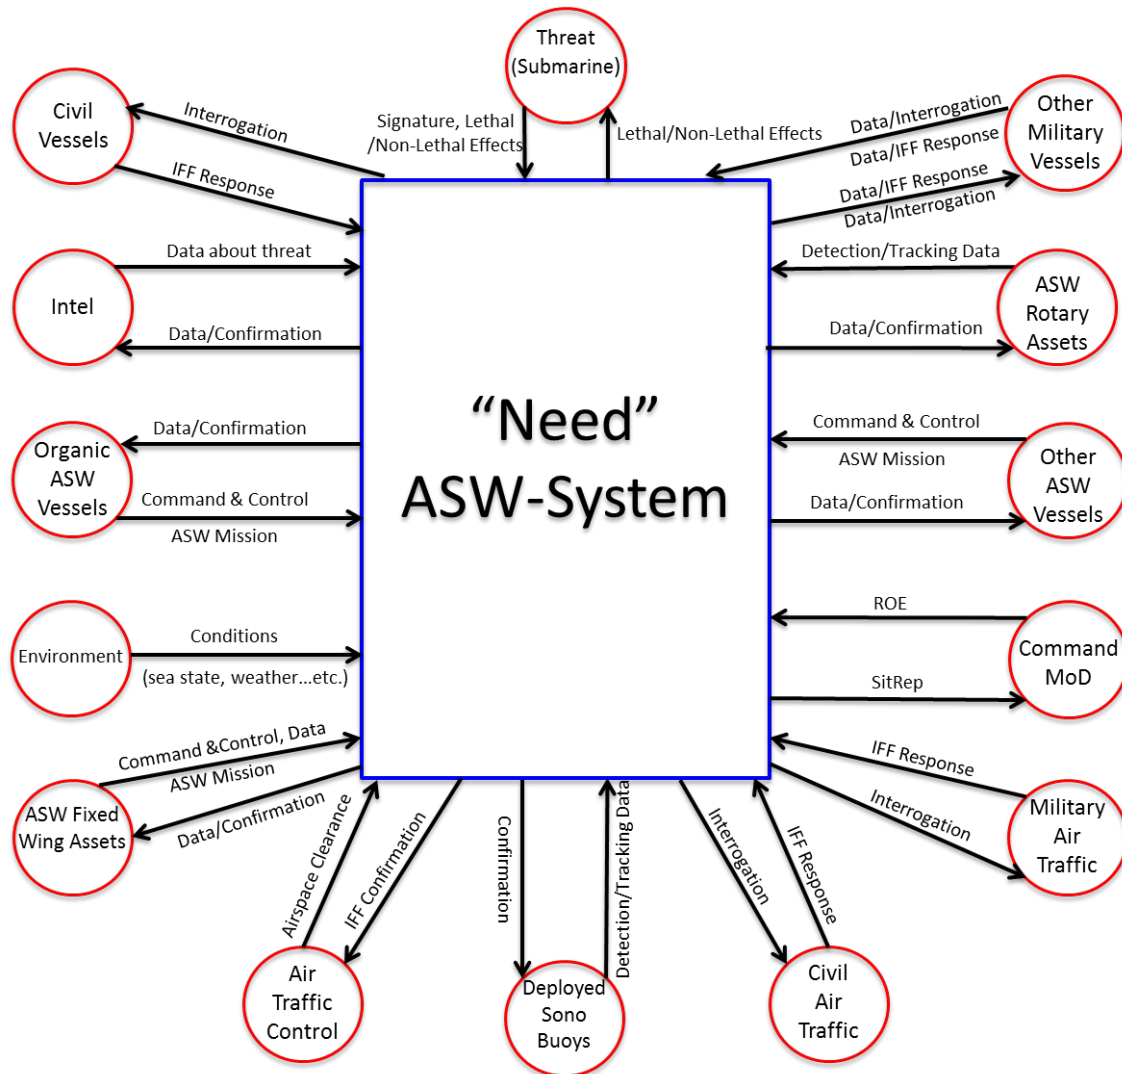 Threat
(Submarine)
Civil
Vessels
Interrogation
IFF Response
Signature, Lethal
/Non-Lethal Effects
Lethal/Non-Lethal Effects
Data/Interrogation
Data/IFF Response
Data/IFF Response
Data/Interrogation
Other
Military
Vessels
Intel
Data about threat
Data/Confirmation
Detection/Tracking Data
Data/Confirmation
ASW
Rotary
Assets
“Need”
ASW-System
Organic
ASW
Vessels
Data/Confirmation
Command & Control
ASW Mission
Command & Control
ASW Mission
Data/Confirmation
Other
ASW
Vessels
Environment
Conditions
(sea state, weather...etc.)
ROE
SitRep
Command
MoD
ASW Fixed
Wing Assets
Command &Control, Data
ASW Mission
Data/Confirmation
IFF Response
Interrogation
Military
Air
Traffic
Airspace Clearance
IFF Confirmation
Air
Traffic
Control
Confirmation
Detection/Tracking Data
Deployed
Sono
Buoys
Interrogation
IFF Response
Civil
Air
Traffic